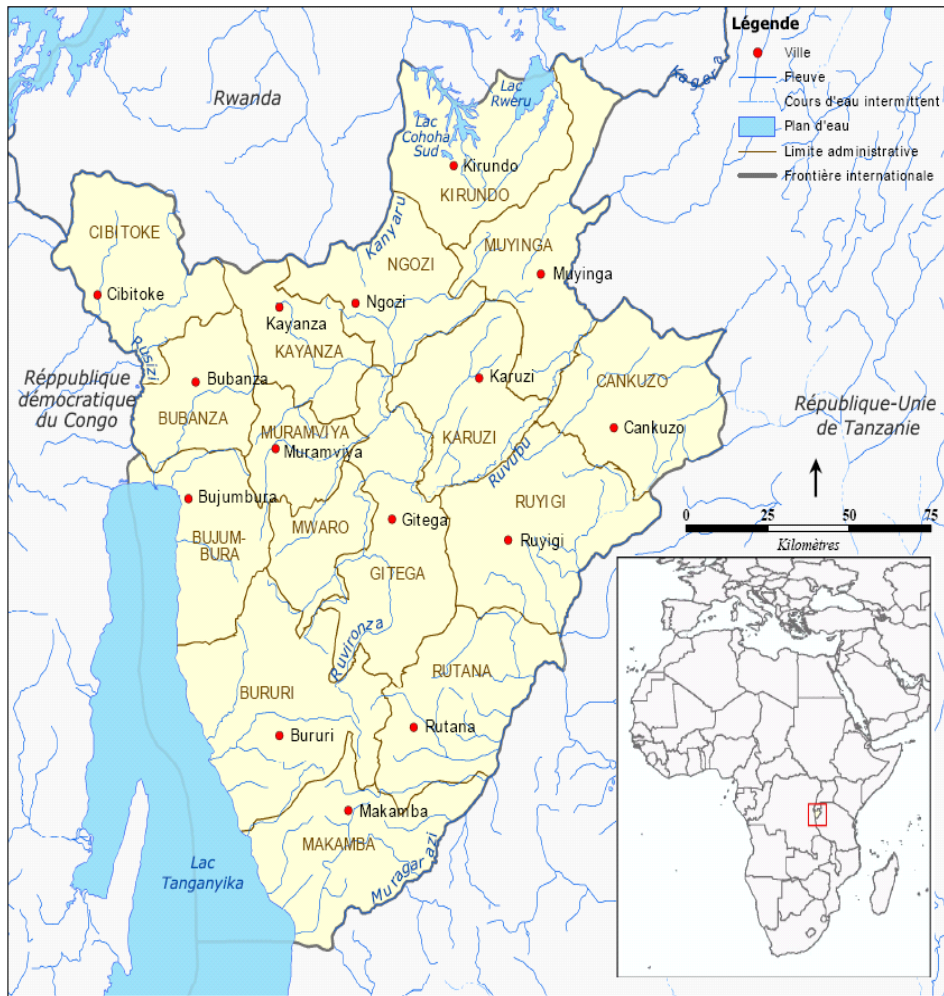 Légende
Ville
Fleuve
Cours d'eau intermittent
Plan d'eau
Limite administrative
Frontière internationale
Rwanda
Kagera
Lac
Rweru
Lac
Cohoha
Sud
Kirundo
KIRUNDO
CIBITOKE
Kanyaru
NGOZI
MUYINGA
Muyinga
Cibitoke
Ngozi
Kayanza
KAYANZA
Rusizi
Réppublique
démocratique
du Congo
Bubanza
BUBANZA
Karuzi
CANKUZO
République-Unie
de Tanzanie
MURAMVIYA
Muramviya
KARUZI
Cankuzo
Ruvubu
Bujumbura
BUJUM-
BURA
MWARO
Gitega
GITEGA
RUYIGI
Ruyigi
0 25 50 75
Kilomètres
Ruvironza
RUTANA
BURURI
Bururi
Rutana
Makamba
MAKAMBA
Mutagar azi
Lac
Tanganyika